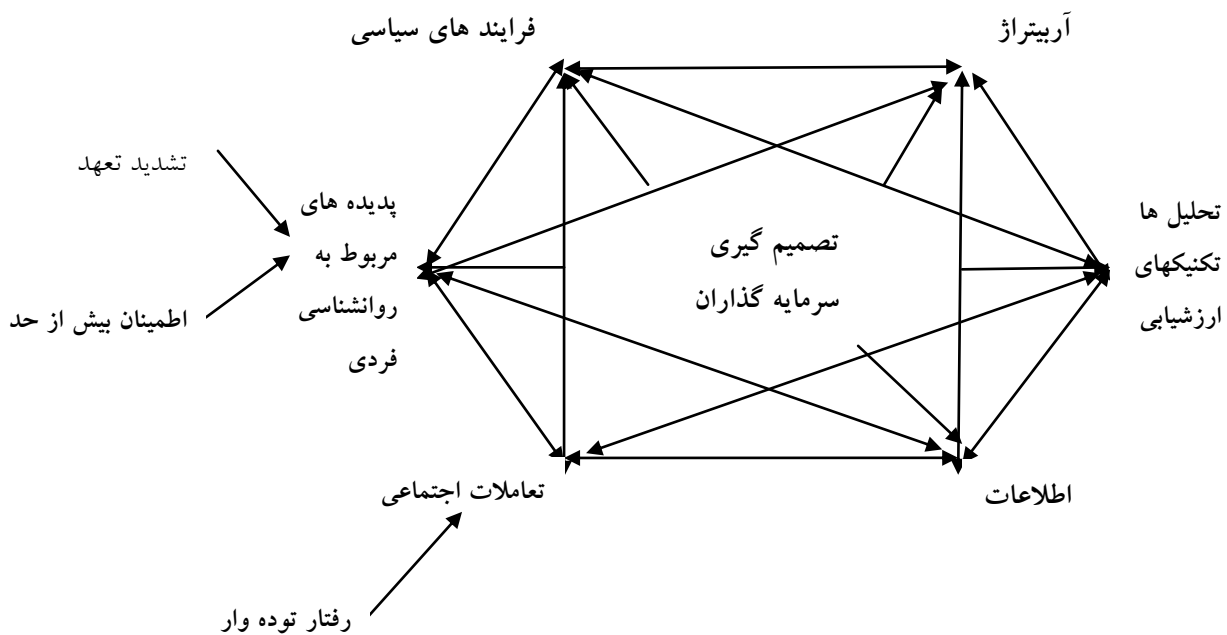 آربیتراژ
فرایند های سیاسی
تشدید تعهد
پدیده های
مربوط به
روانشناسی
فردی
تحلیل ها
تکنیکهای
ارزشیابی
تصمیم گیری
سرمایه گذاران
اطمینان بیش از حد
اطلاعات
تعاملات اجتماعی
رفتار توده وار